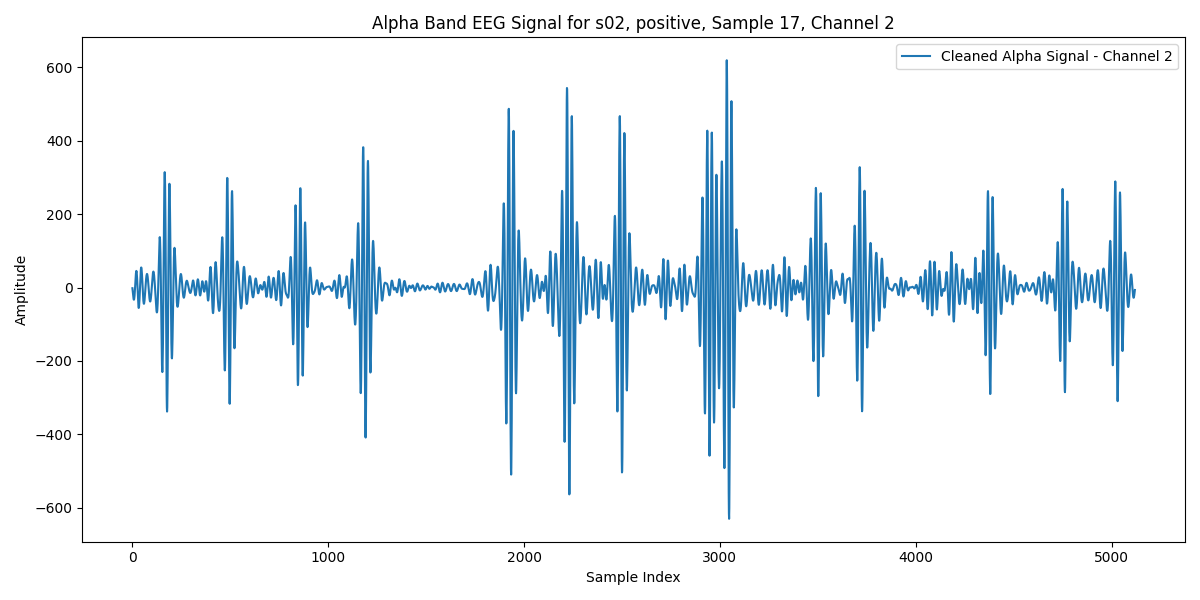 Alpha Band EEG Signal for s02, positive, Sample 17, Channel 2
Cleaned Alpha Signal - Channel 2
600
400
200
0
−200
−400
−600
Amplitude
0 1000 2000 3000 4000 5000
Sample Index